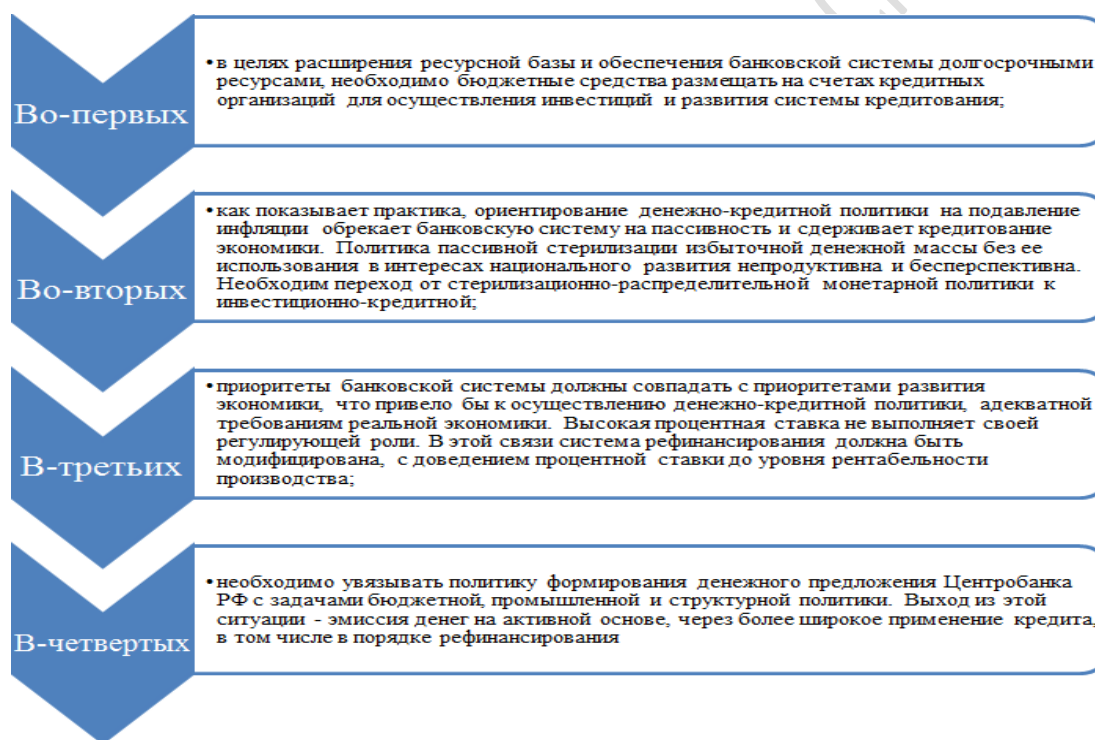 Во-первых
•в целях расширения ресурсной базы и обеспечения банковской системы долгосрочными
ресурсами, необходимо бюджетные средства размещать на счетах кредитных
организаций для осуществления инвестиций и развития системы кредитования;
Во-вторых
•как показывает практика, ориентирование денежно-кредитной политики на подавление
инфляции обрекает банковскую систему на пассивность и сдерживает кредитование
экономики. Политика пассивной стерилизации избыточной денежной массы без ее
использования в интересах национального развития непродуктивна и бесперспективна.
Необходим переход от стерилизационно-распределительной монетарной политики к
инвестиционно-кредитной;
В-третьих
•приоритеты банковской системы должны совпадать с приоритетами развития
экономики, что привело бы к осуществлению денежно-кредитной политики, адекватной
требованиям реальной экономики. Высокая процентная ставка не выполняет своей
регулирующей роли. В этой связи система рефинансирования должна быть
модифицирована, с доведением процентной ставки до уровня рентабельности
производства;
В-четвертых
•необходимо увязывать политику формирования денежного предложения Центробанка
РФ с задачами бюджетной, промышленной и структурной политики. Выход из этой
ситуации - эмиссия денег на активной основе, через более широкое применение кредита,
в том числе в порядке рефинансирования